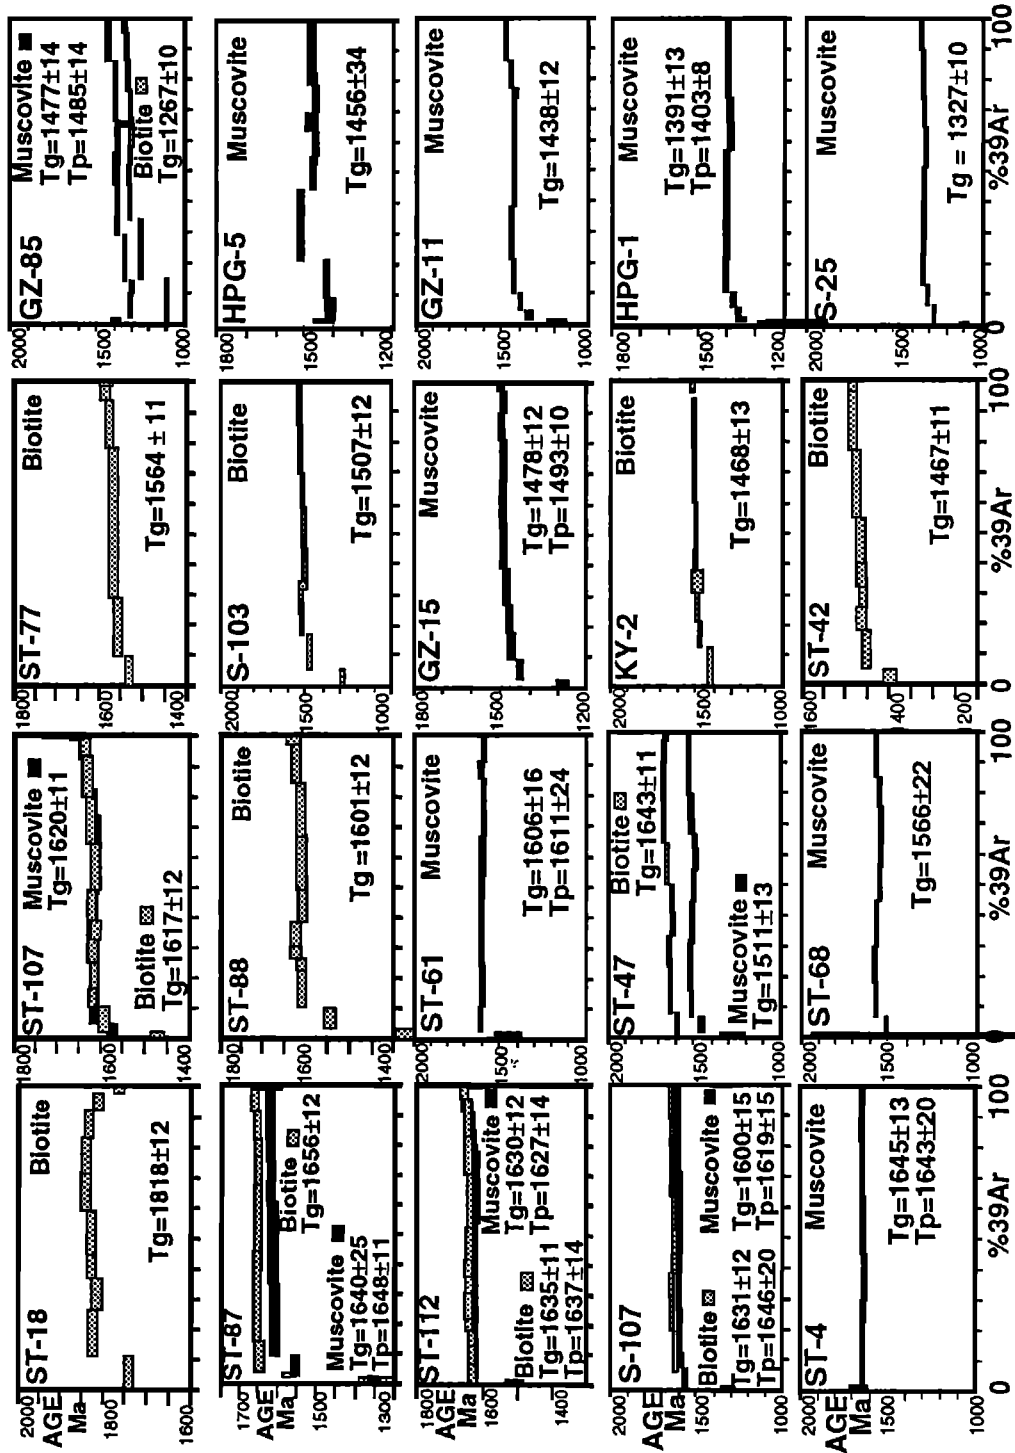 2000
AGE
Ma
1800
1600
ST-18 Biotite
Tg=1818±12
1800
1600
1400
ST-107 Muscovite
Tg=1620±11
Biotite
Tg=1617±12
1800
1600
1400
ST-77 Biotite
Tg=1564 ± 11
2000
1500
1000
GZ-85 Muscovite
Tg=1477±14
Tp=1485±14
Biotite
Tg=1267±10
1700
AGE
Ma
1500
1300
ST-87
Biotite
Tg=1656±12
Muscovite
Tg=1640±25
Tp=1648±11
1800
1600
1400
ST-88 Biotite
Tg=1601±12
2000
1500
1000
S-103 Biotite
Tg=1507±12
1800
1500
1200
HPG-5 Muscovite
Tg=1456±34
1800
AGE
Ma
1600
1400
ST-112
Muscovite
Tg=1630±12
Tp=1627±14
Biotite
Tg=1635±11
Tp=1637±14
2000
1500
1000
ST-61 Muscovite
Tg=1606±16
Tp=1611±24
1800
1500
1200
GZ-15 Muscovite
Tg=1478±12
Tp=1493±10
2000
1500
1000
GZ-11 Muscovite
Tg=1438±12
2000
AGE
Ma
1500
1000
S-107
Biotite Muscovite
Tg=1631±12 Tg=1600±15
Tp=1646±20 Tp=1619±15
2000
1500
1000
ST-47 Biotite
Tg=1643±11
Muscovite
Tg=1511±13
2000
1500
1000
KY-2 Biotite
Tg=1468±13
1800
1500
1200
HPG-1 Muscovite
Tg=1391±13
Tp=1403±8
2000
AGE
Ma
1500
1000
ST-4 Muscovite
Tg=1645±13
Tp=1643±20
2000
1500
1000
ST-68 Muscovite
Tg=1566±22
1600
1400
1200
ST-42 Biotite
Tg=1467±11
2000
1500
1000
S-25 Muscovite
Tg = 1327±10
0 %39Ar 100
%39Ar 100
0 %39Ar 100
0 %39Ar 100